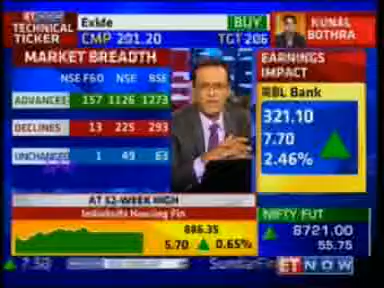 ET NOW
TECHNICAL
TICKER
Exide
BUY
CMP 201.20
TGT 206
KUNAL
BOTHRA
MARKET BREADTH
NSE F&O NSE BSE
ADVANCES 157 1126 1273
DECLINES 13 225 293
UNCHANGED 1 49 63
EARNINGS
IMPACT
RBL Bank
321.10
7.70
2.46%
AT 52-WEEK HIGH
Indiabulls Housing Fin
886.35
5.70 0.65%
NIFTY FUT
8721.00
55.75
7.50
ET NOW